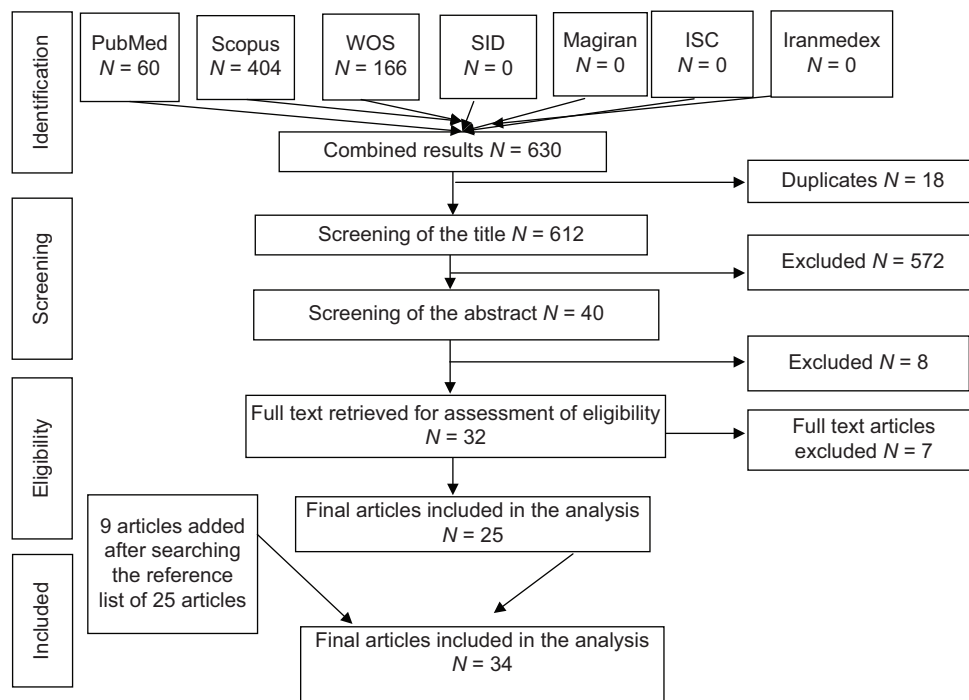 PubMed
N = 60
Scopus
N = 404
WOS
N = 166
SID
N = 0
Magiran
N = 0
ISC
N = 0
Iranmedex
N = 0
Identification
Combined results N = 630
Duplicates N = 18
Screening
Screening of the title N = 612
Excluded N = 572
Screening of the abstract N = 40
Excluded N = 8
Eligibility
Full text retrieved for assessment of eligibility
N = 32
Full text articles
excluded N = 7
Final articles included in the analysis
N = 25
9 articles added
after searching
the reference
list of 25 articles
Included
Final articles included in the analysis
N = 34